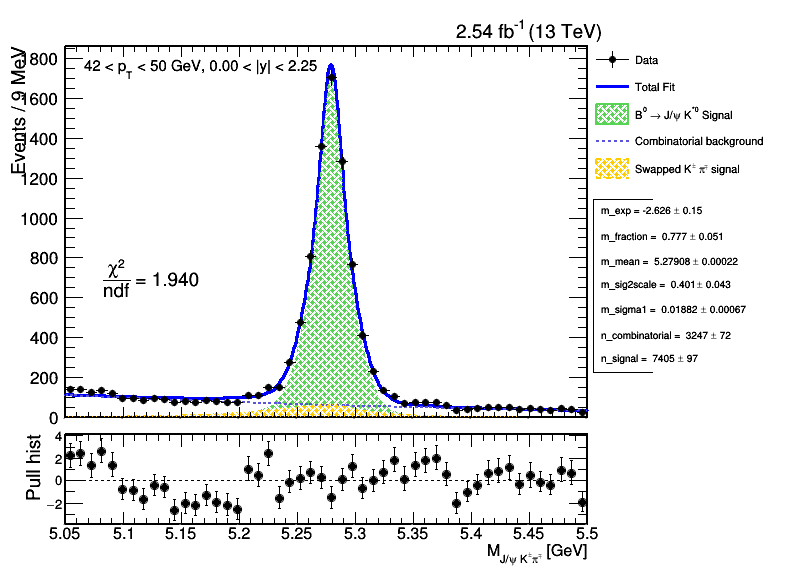 2.54 fb⁻¹ (13 TeV)
42 < p_T < 50 GeV, 0.00 < |y| < 2.25
Events / 9 MeV
1800
1600
1400
1200
1000
800
600
400
200
0
χ²/ndf = 1.940
Data
Total Fit
B⁰ → J/ψ K*⁰ Signal
Combinatorial background
Swapped K± π∓ signal
m_exp = -2.626 ± 0.15
m_fraction = 0.777 ± 0.051
m_mean = 5.27908 ± 0.00022
m_sig2scale = 0.401 ± 0.043
m_sigma1 = 0.01882 ± 0.00067
n_combinatorial = 3247 ± 72
n_signal = 7405 ± 97
Pull hist
4
2
0
−2
5.05 5.1 5.15 5.2 5.25 5.3 5.35 5.4 5.45 5.5
M_J/ψ K±π∓ [GeV]